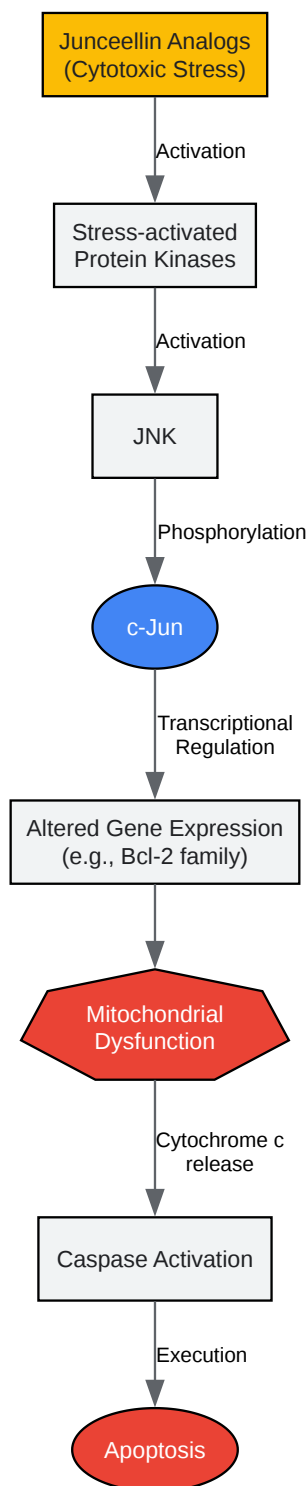 Junceellin Analogs
(Cytotoxic Stress)
Activation
Stress-activated
Protein Kinases
Activation
JNK
Phosphorylation
c-Jun
Transcriptional
Regulation
Altered Gene Expression
(e.g., Bcl-2 family)
Mitochondrial
Dysfunction
Cytochrome c
release
Caspase Activation
Execution
Apoptosis